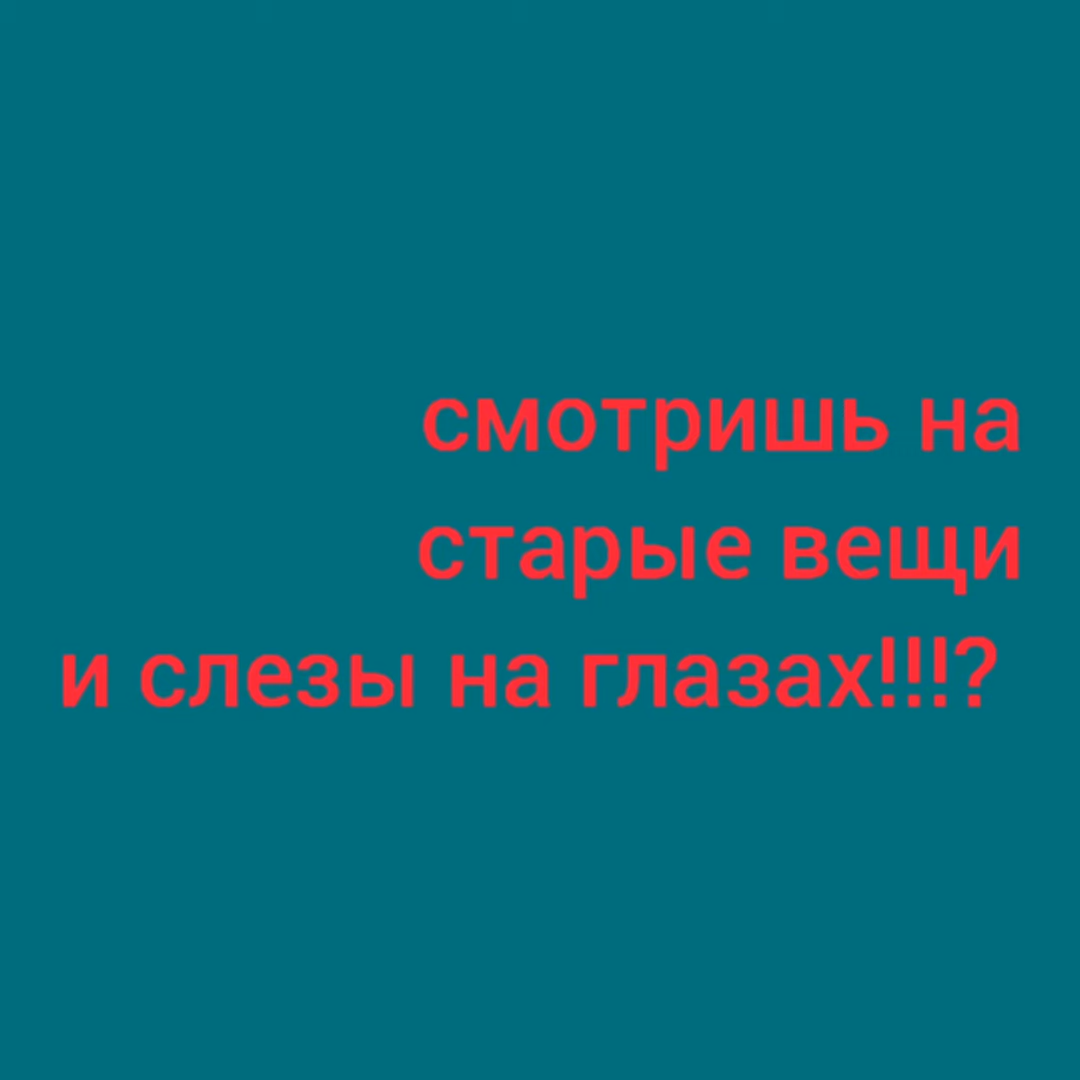 смотришь на
старые вещи
и слезы на глазах!!!?